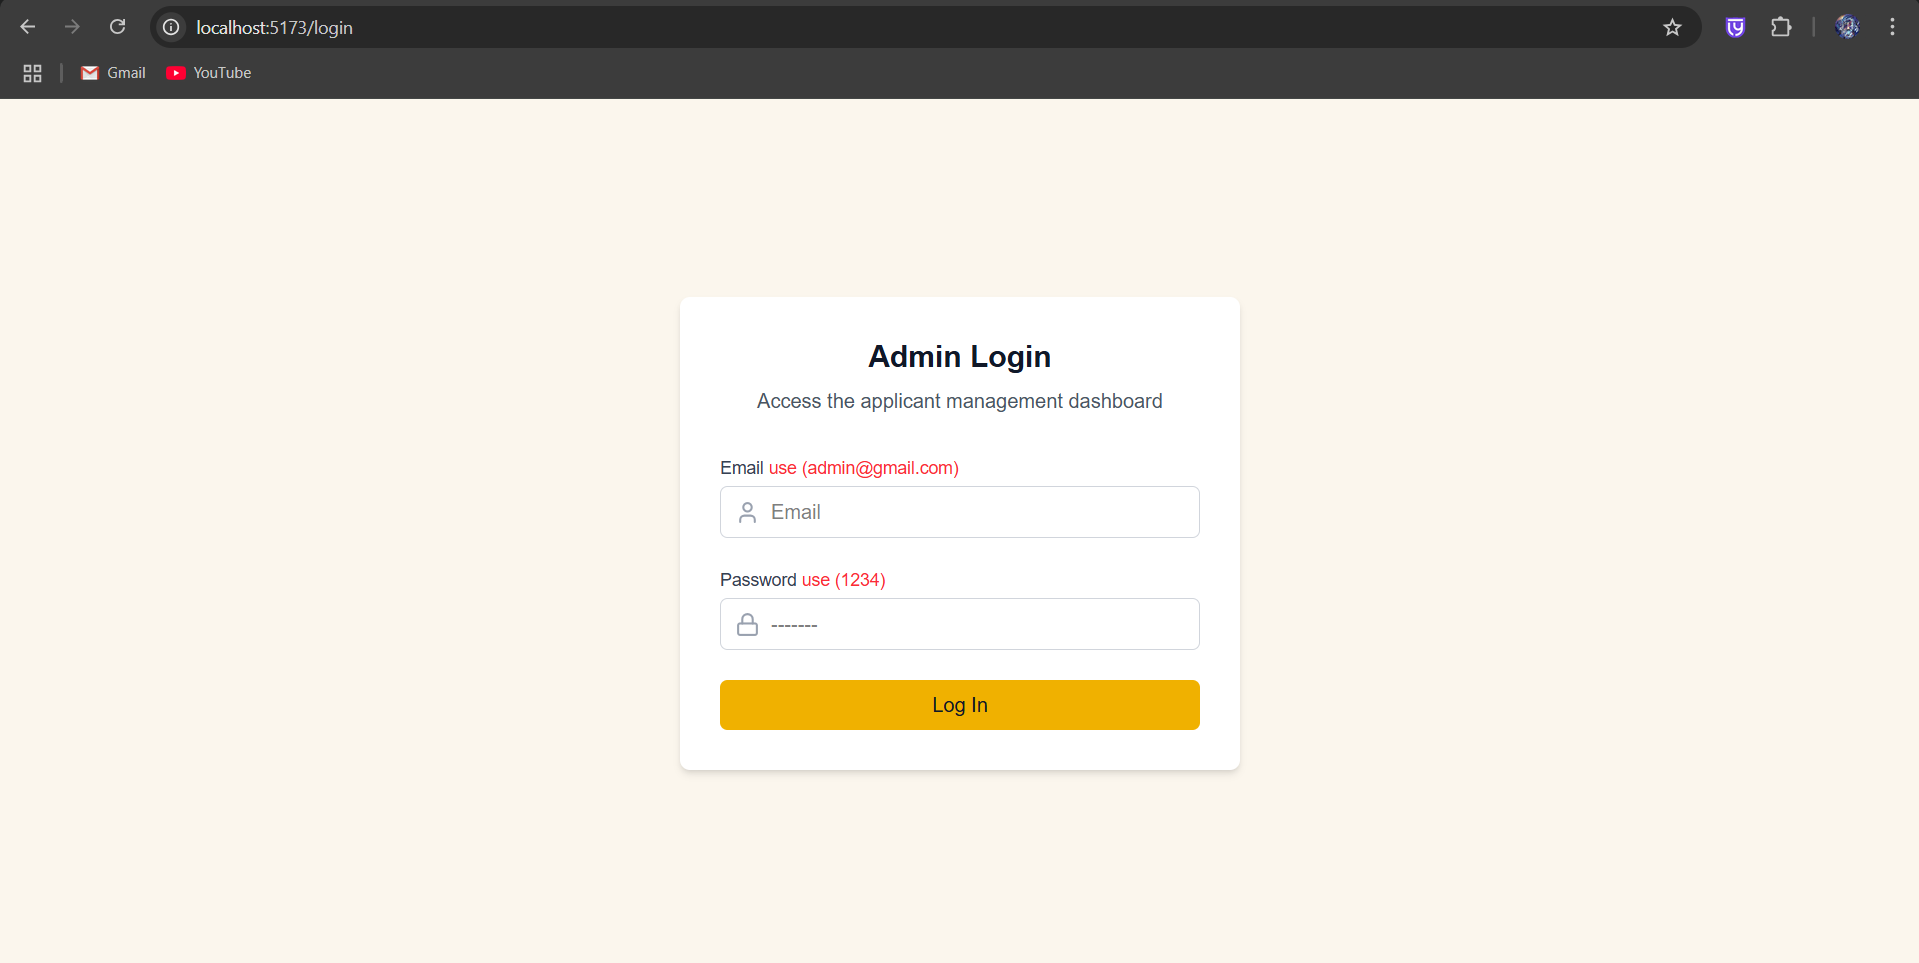 localhost:5173/login
Gmail
YouTube
Admin Login
Access the applicant management dashboard
Email use (admin@gmail.com)
Email
Password use (1234)
-------
Log In